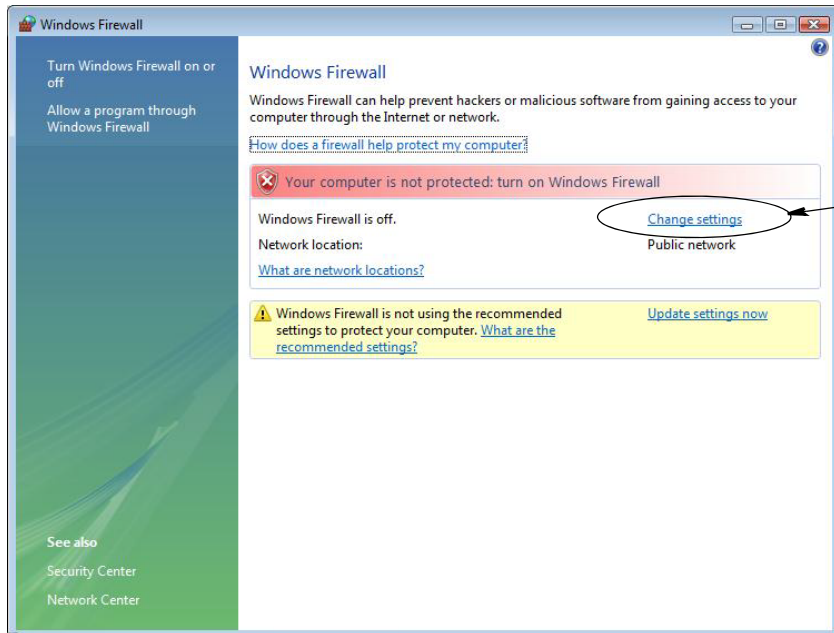 Windows Firewall
Turn Windows Firewall on or
off
Allow a program through
Windows Firewall
Windows Firewall
Windows Firewall can help prevent hackers or malicious software from gaining access to your
computer through the Internet or network.
How does a firewall help protect my computer?
Your computer is not protected: turn on Windows Firewall
Windows Firewall is off.
Change settings
Network location:
Public network
What are network locations?
Windows Firewall is not using the recommended
settings to protect your computer. What are the
recommended settings?
Update settings now
See also
Security Center
Network Center